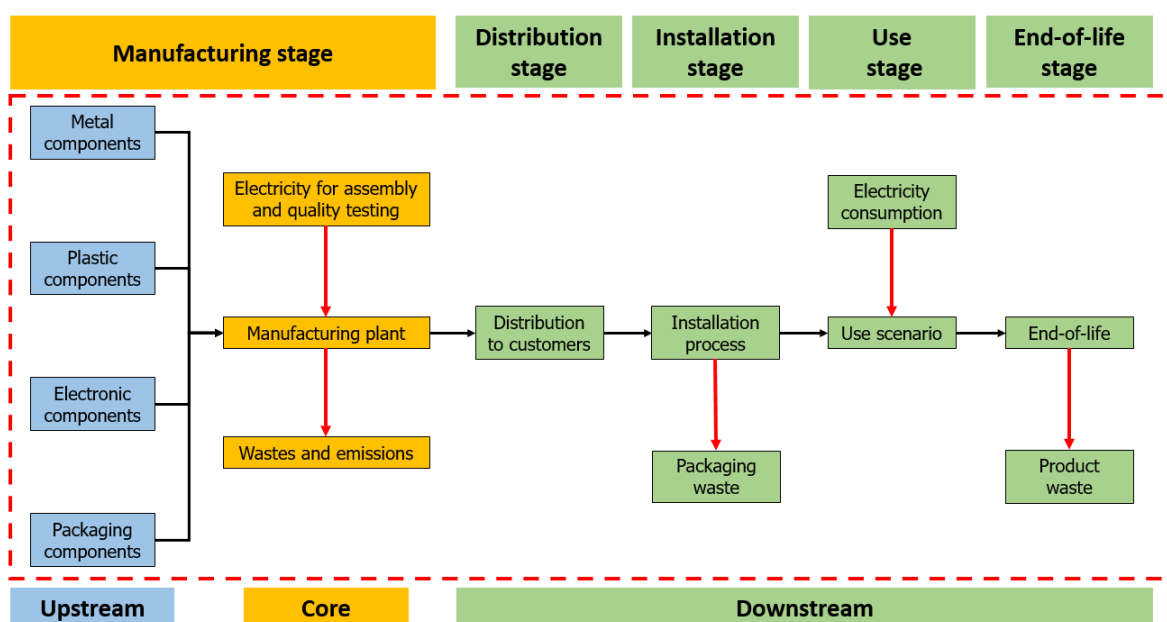 Manufacturing stage
Distribution
stage
Installation
stage
Use
stage
End-of-life
stage
Metal
components
Plastic
components
Electronic
components
Packaging
components
Electricity for assembly
and quality testing
Manufacturing plant
Wastes and emissions
Distribution
to customers
Installation
process
Packaging
waste
Electricity
consumption
Use scenario
End-of-life
Product
waste
Upstream
Core
Downstream